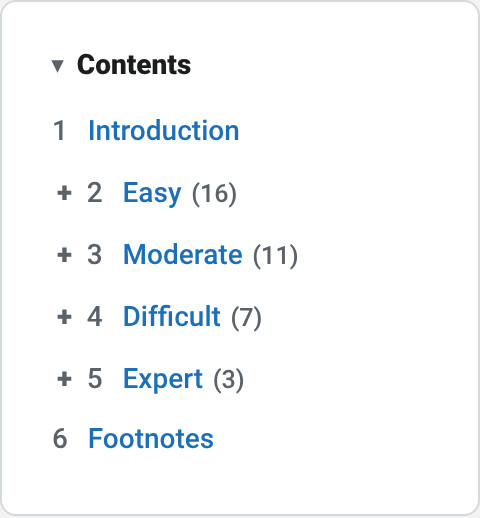 ▼ Contents
1 Introduction
+ 2 Easy (16)
+ 3 Moderate (11)
+ 4 Difficult (7)
+ 5 Expert (3)
6 Footnotes